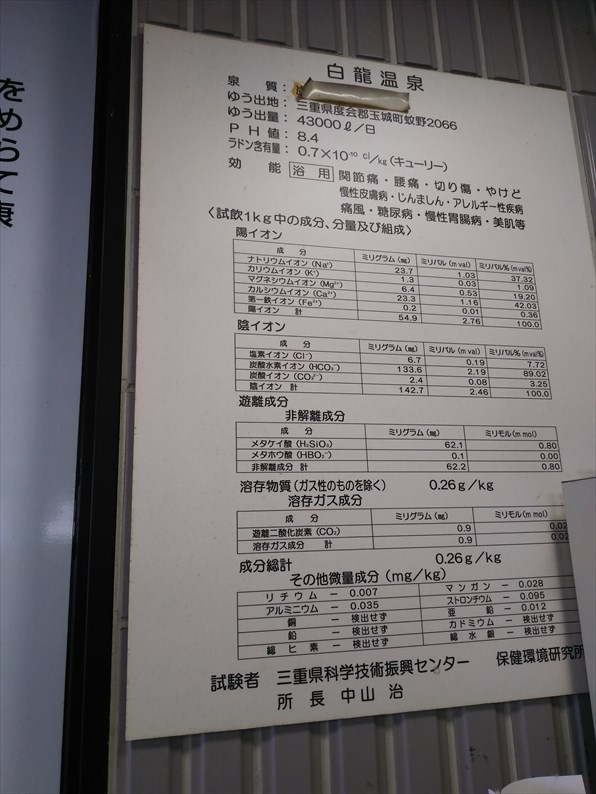 をめらて表
白龍温泉
泉質:
ゆう出地: 三重県度会郡玉城町蚊野2066
ゆう出量: 43000ℓ/日
PH値: 8.4
ラドン含有量: 0.7×10⁻¹⁰ ci/kg (キューリー)
効能 浴用 関節痛・腰痛・切り傷・やけど
慢性皮膚病・じんましん・アレルギー性疾病
痛風・糖尿病・慢性胃腸病・美肌等
〈試飲1kg中の成分、分量及び組成〉
陽イオン
成分 ミリグラム(mg) ミリバル(mval) ミリバル%(mval%)
ナトリウムイオン(Na⁺) 23.7 1.03 37.32
カリウムイオン(K⁺) 1.3 0.03 1.09
マグネシウムイオン(Mg²⁺) 6.4 0.53 19.20
カルシウムイオン(Ca²⁺) 23.3 1.16 42.03
第一鉄イオン(Fe²⁺) 0.2 0.01 0.36
陽イオン 計 54.9 2.76 100.0
陰イオン
成分 ミリグラム(mg) ミリバル(mval) ミリバル%(mval%)
塩素イオン(Cl⁻) 6.7 0.19 7.72
炭酸水素イオン(HCO₃⁻) 133.6 2.19 89.02
炭酸イオン(CO₃²⁻) 2.4 0.08 3.25
陰イオン 計 142.7 2.46 100.0
遊離成分
非解離成分
成分 ミリグラム(mg) ミリモル(m mol)
メタケイ酸(H₂SiO₃) 62.1 0.80
メタホウ酸(HBO₂⁻) 0.1 0.00
非解離成分 計 62.2 0.80
溶存物質(ガス性のものを除く) 0.26g/kg
溶存ガス成分
成分 ミリグラム(mg) ミリモル(m mol)
遊離二酸化炭素(CO₂) 0.9 0.02
溶存ガス成分 計 0.9 0.02
成分総計 0.26g/kg
その他微量成分(mg/kg)
リチウム − 0.007 マンガン − 0.028
アルミニウム − 0.035 ストロンチウム − 0.095
銅 − 検出せず 亜鉛 − 0.012
鉛 − 検出せず カドミウム − 検出せず
総ヒ素 − 検出せず 総水銀 − 検出せず
試験者 三重県科学技術振興センター 保健環境研究所
所長 中山 治